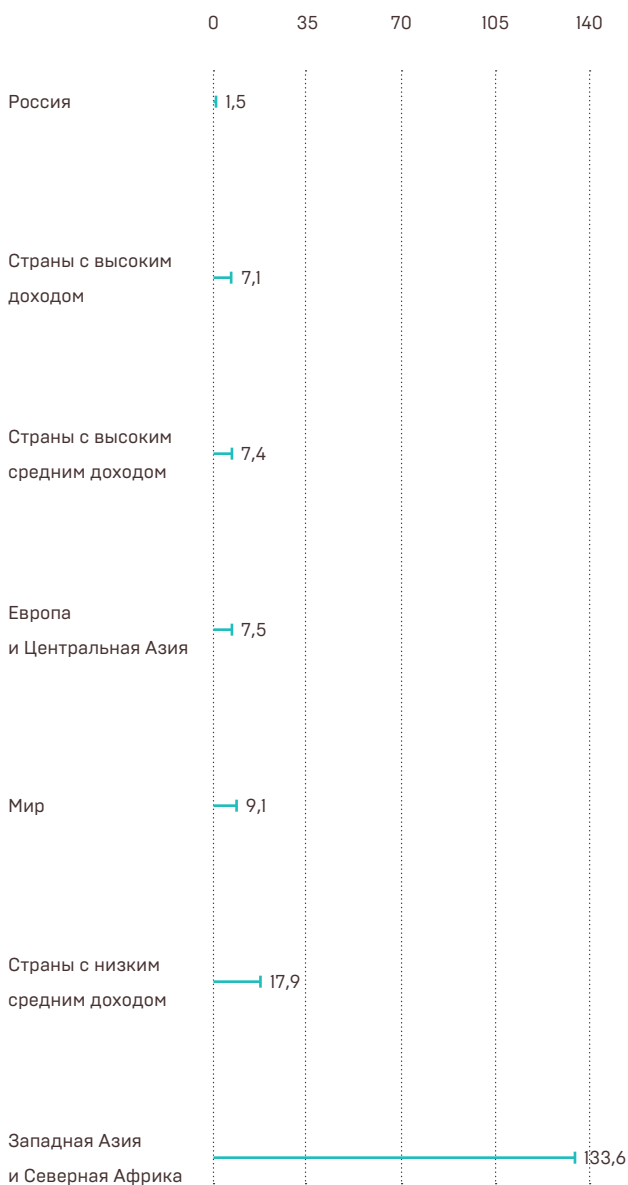 0 35 70 105 140
Россия 1,5
Страны с высоким
доходом
7,1
Страны с высоким
средним доходом
7,4
Европа
и Центральная Азия
7,5
Мир 9,1
Страны с низким
средним доходом
17,9
Западная Азия
и Северная Африка
133,6